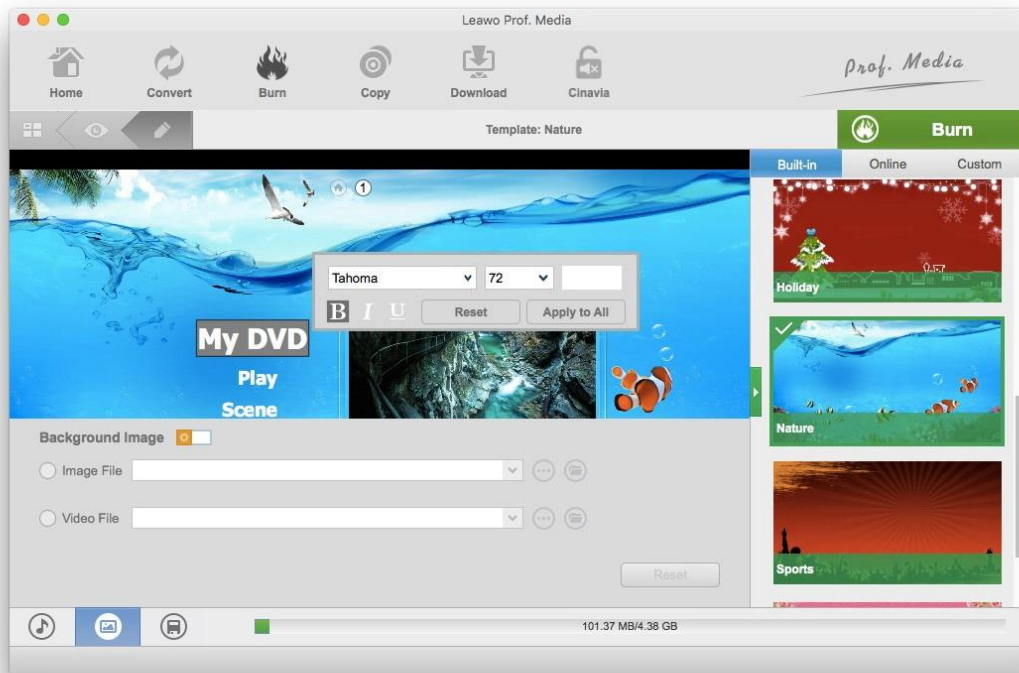 Leawo Prof. Media
Home Convert Burn Copy Download Cinavia
Prof. Media
Template: Nature
Burn
Built-in Online Custom
1
Tahoma 72
B I U Reset Apply to All
My DVD
Play
Scene
Holiday
Nature
Sports
Background Image
Image File
Video File
Reset
101.37 MB/4.38 GB